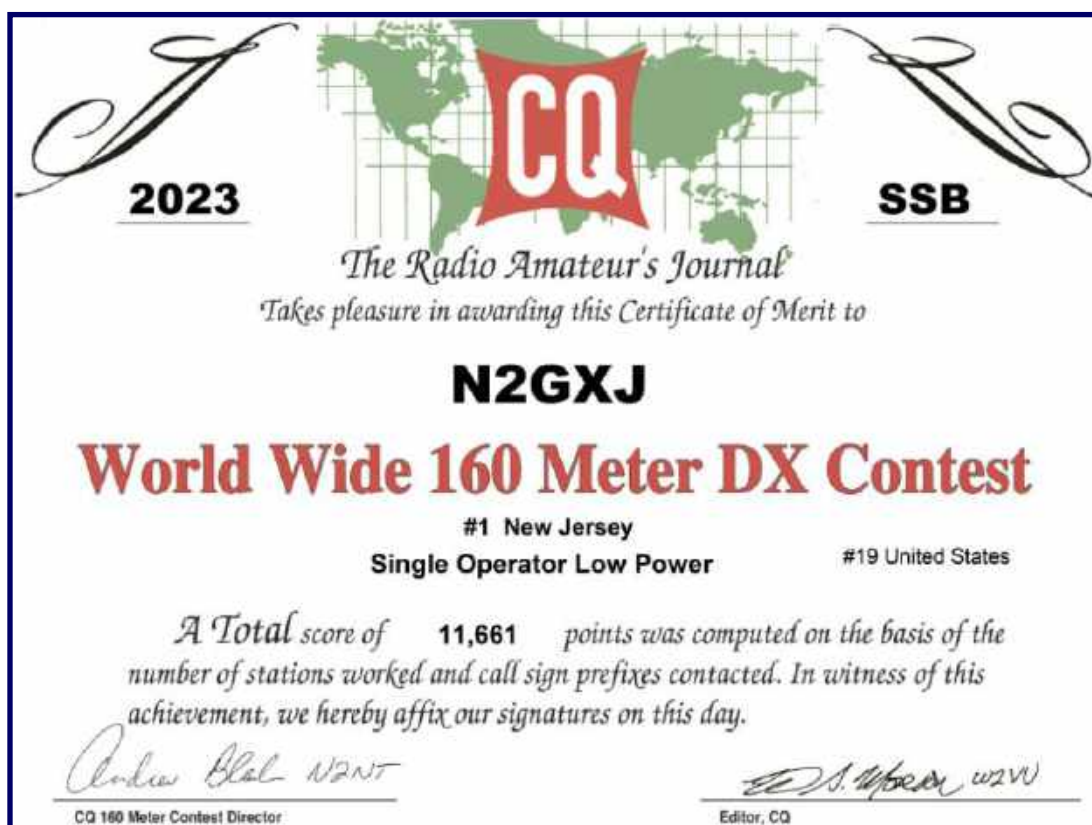 CQ
2023
SSB
The Radio Amateur's Journal
Takes pleasure in awarding this Certificate of Merit to
N2GXJ
World Wide 160 Meter DX Contest
#1 New Jersey
Single Operator Low Power
#19 United States
A Total score of 11,661 points was computed on the basis of the
number of stations worked and call sign prefixes contacted. In witness of this
achievement, we hereby affix our signatures on this day.
Andrew N2NT
W2VU
CQ 160 Meter Contest Director
Editor, CQ